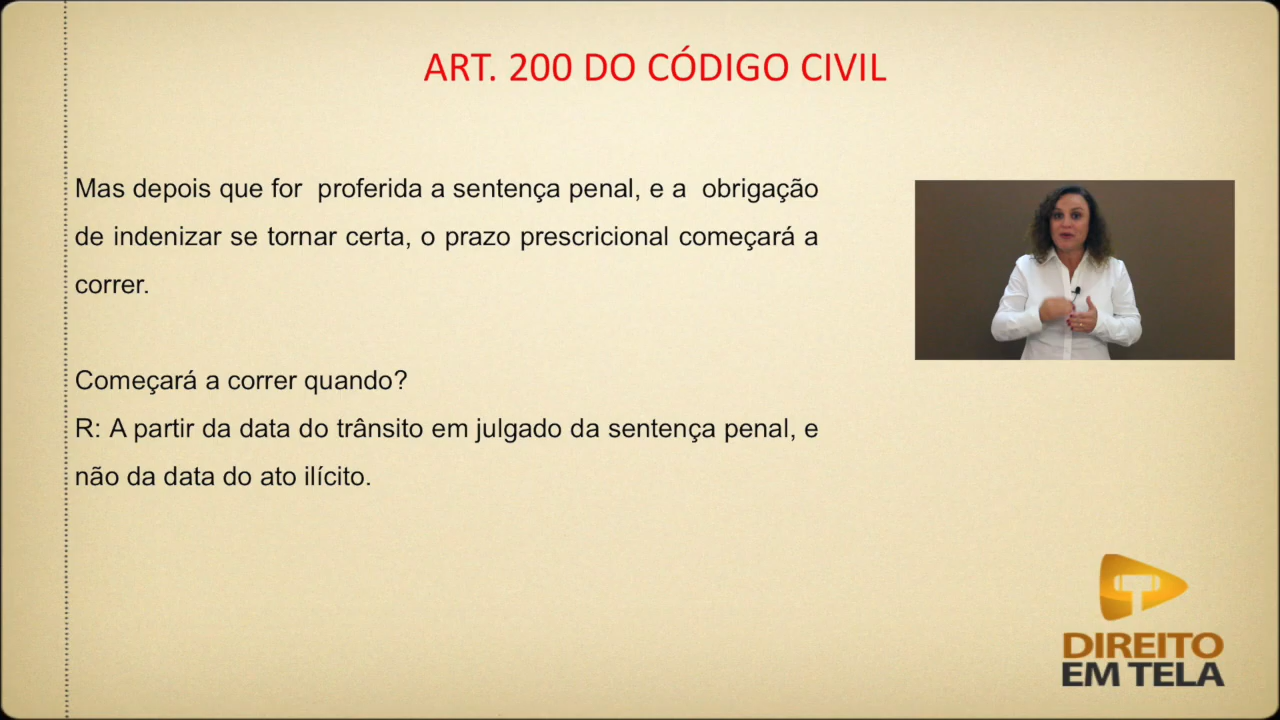 ART. 200 DO CÓDIGO CIVIL
Mas depois que for proferida a sentença penal, e a obrigação
de indenizar se tornar certa, o prazo prescricional começará a
correr.
Começará a correr quando?
R: A partir da data do trânsito em julgado da sentença penal, e
não da data do ato ilícito.
DIREITO
EM TELA